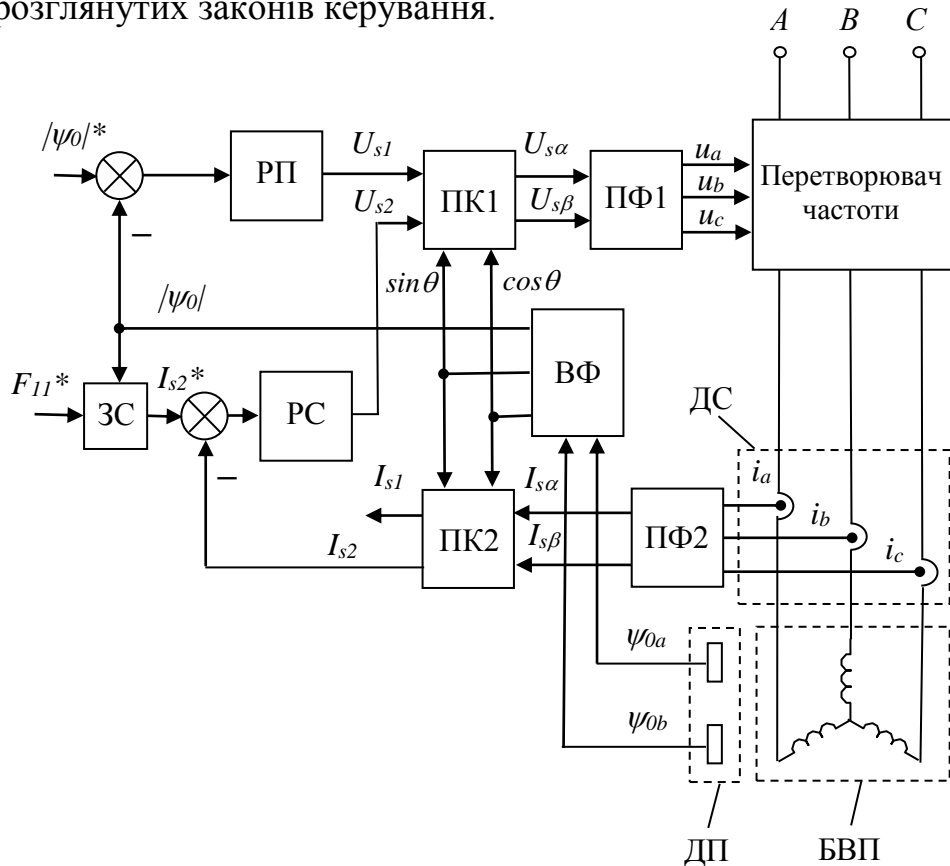 розглянутих законів керування.
A B C
|ψ0|*
РП
Us1
Us2
ПК1
Usα
Usβ
ПФ1
ua
ub
uc
Перетворювач
частоти
–
|ψ0|
sinθ
cosθ
ВФ
F11*
ЗС
Is2*
РС
–
ДС
Is1
Is2
ПК2
Isα
Isβ
ПФ2
ia
ib
ic
ψ0a
ψ0b
ДП
БВП